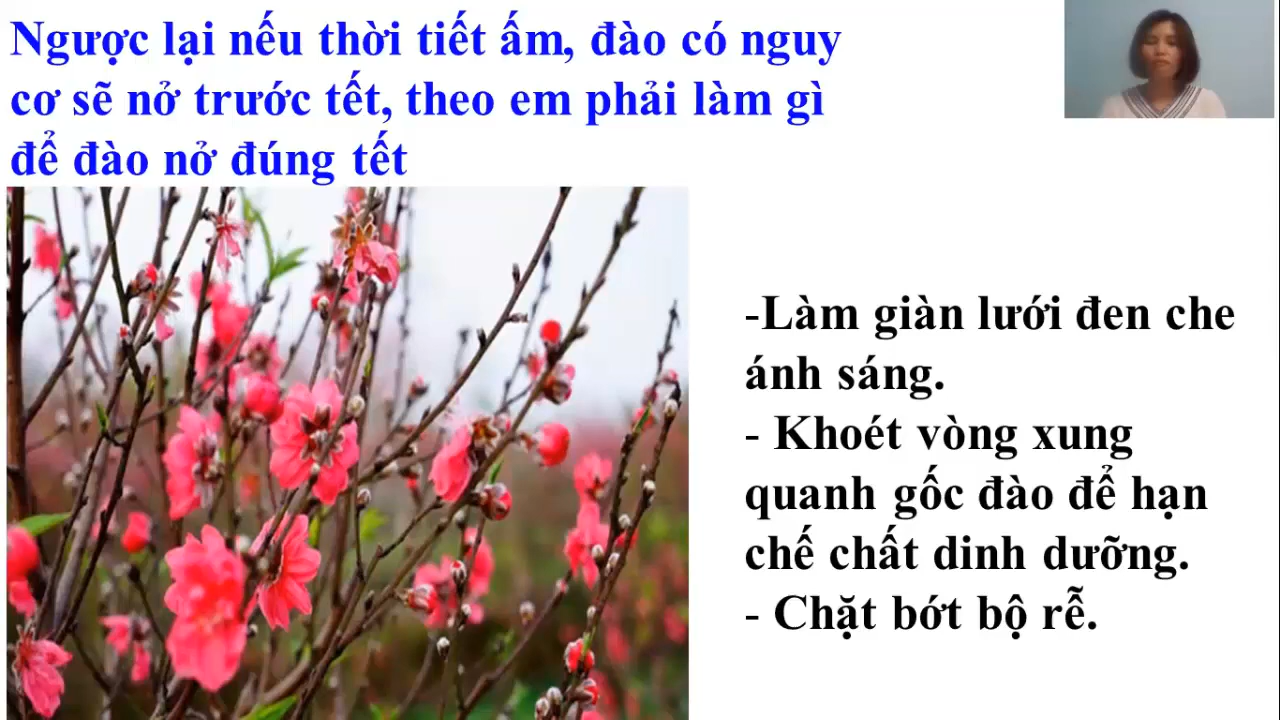 Ngược lại nếu thời tiết ấm, đào có nguy
cơ sẽ nở trước tết, theo em phải làm gì
để đào nở đúng tết
-Làm giàn lưới đen che
ánh sáng.
- Khoét vòng xung
quanh gốc đào để hạn
chế chất dinh dưỡng.
- Chặt bớt bộ rễ.